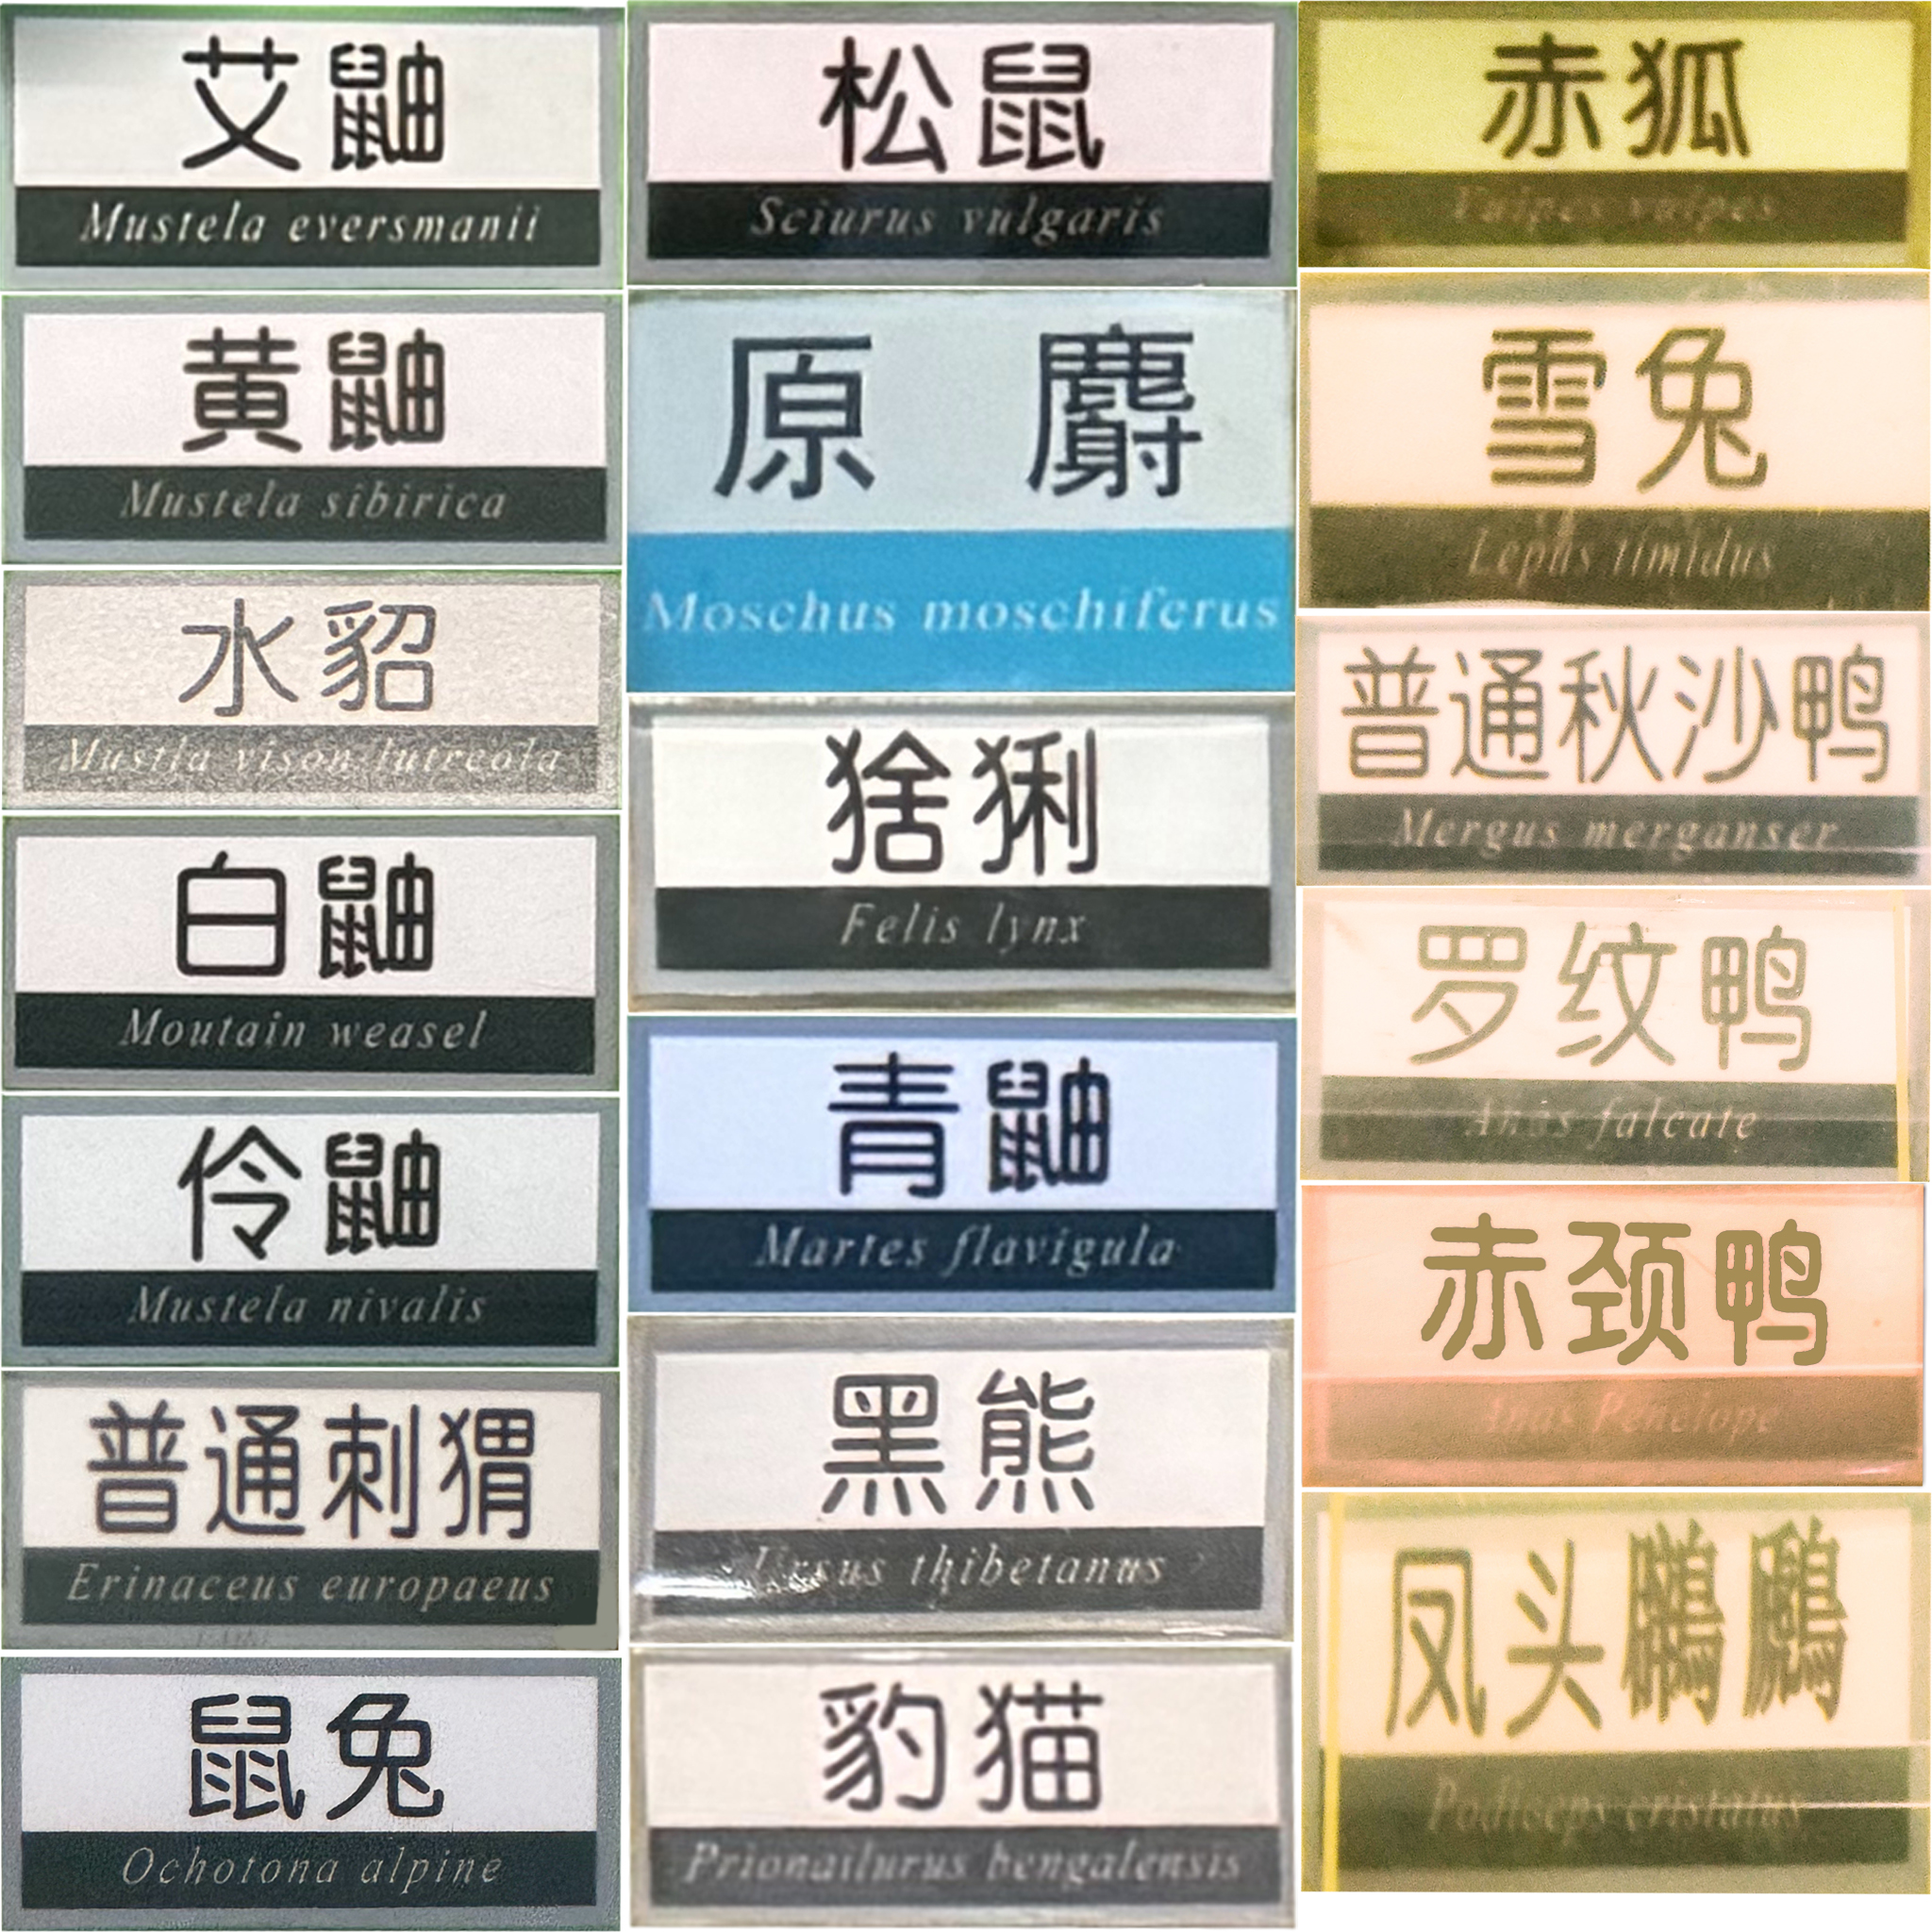 艾鼬
Mustela eversmanii
黄鼬
Mustela sibirica
水貂
Mustla vison lutreola
白鼬
Moutain weasel
伶鼬
Mustela nivalis
普通刺猬
Erinaceus europaeus
鼠兔
Ochotona alpine
松鼠
Sciurus vulgaris
原麝
Moschus moschiferus
猞猁
Felis lynx
青鼬
Martes flavigula
黑熊
Ursus thibetanus
豹猫
Prionailurus bengalensis
赤狐
Vulpes vulpes
雪兔
Lepus timidus
普通秋沙鸭
Mergus merganser
罗纹鸭
Anas falcate
赤颈鸭
Anas Penelope
凤头䴙䴘
Podiceps cristatus